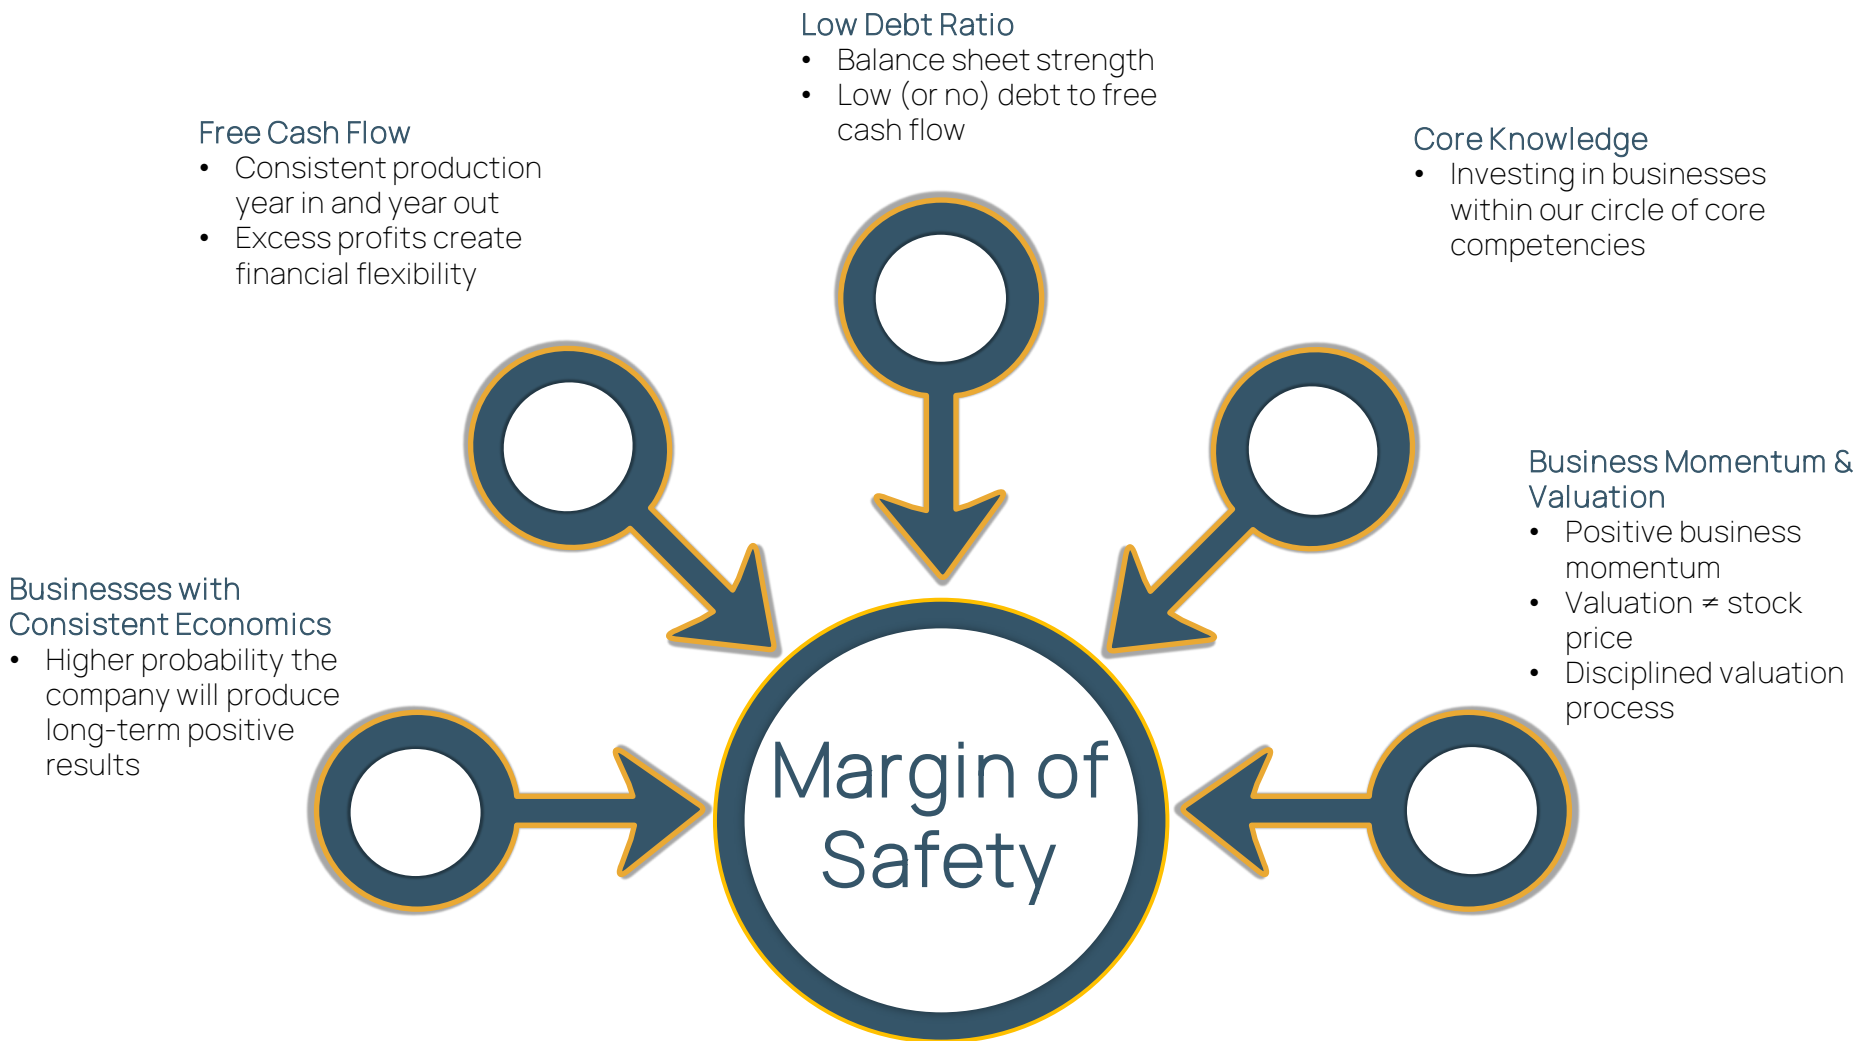 Low Debt Ratio
• Balance sheet strength
• Low (or no) debt to free
cash flow
Free Cash Flow
• Consistent production
year in and year out
• Excess profits create
financial flexibility
Core Knowledge
• Investing in businesses
within our circle of core
competencies
Business Momentum &
Valuation
• Positive business
momentum
• Valuation ≠ stock
price
• Disciplined valuation
process
Businesses with
Consistent Economics
• Higher probability the
company will produce
long-term positive
results
Margin of
Safety